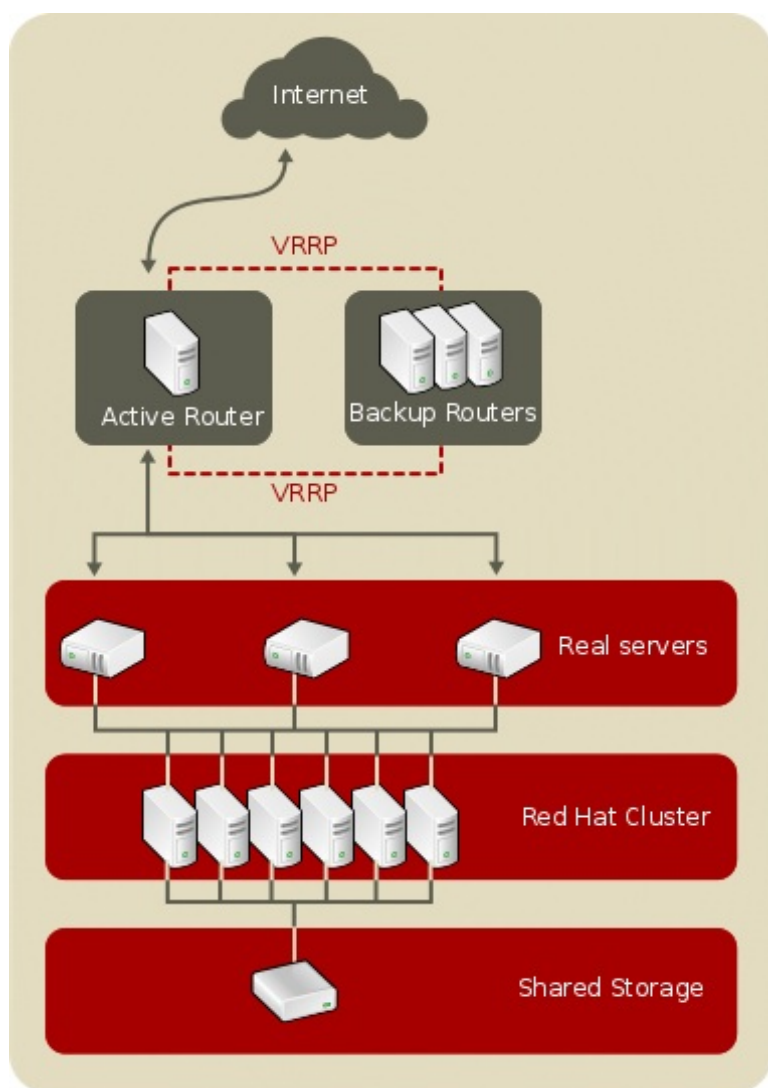 Internet
VRRP
Active Router
Backup Routers
VRRP
Real servers
Red Hat Cluster
Shared Storage